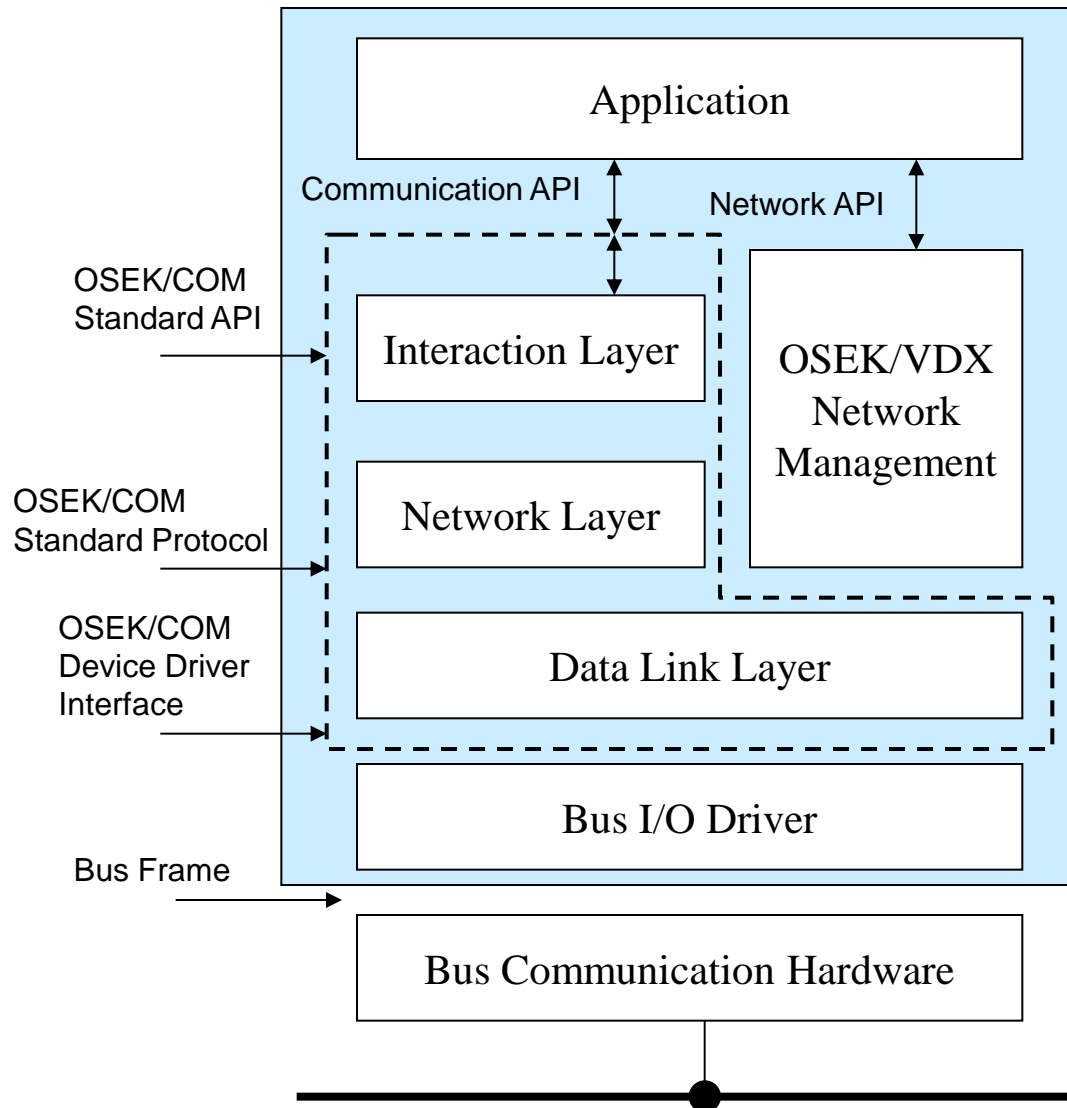 Application
Communication API
Network API
OSEK/COM
Standard API
Interaction Layer
OSEK/VDX
Network
Management
OSEK/COM
Standard Protocol
Network Layer
OSEK/COM
Device Driver
Interface
Data Link Layer
Bus I/O Driver
Bus Frame
Bus Communication Hardware